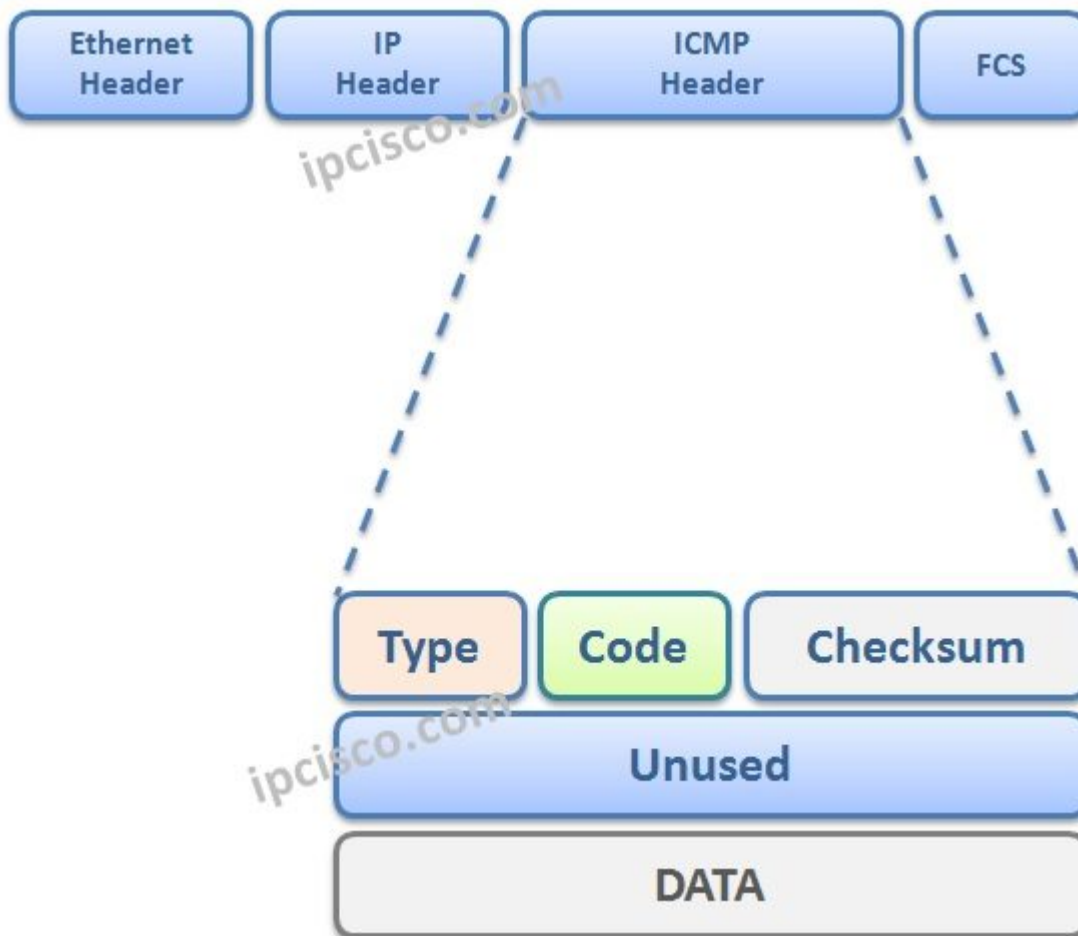 Ethernet
Header
IP
Header
ICMP
Header
FCS
ipcisco.com
Type
Code
Checksum
ipcisco.com
Unused
DATA